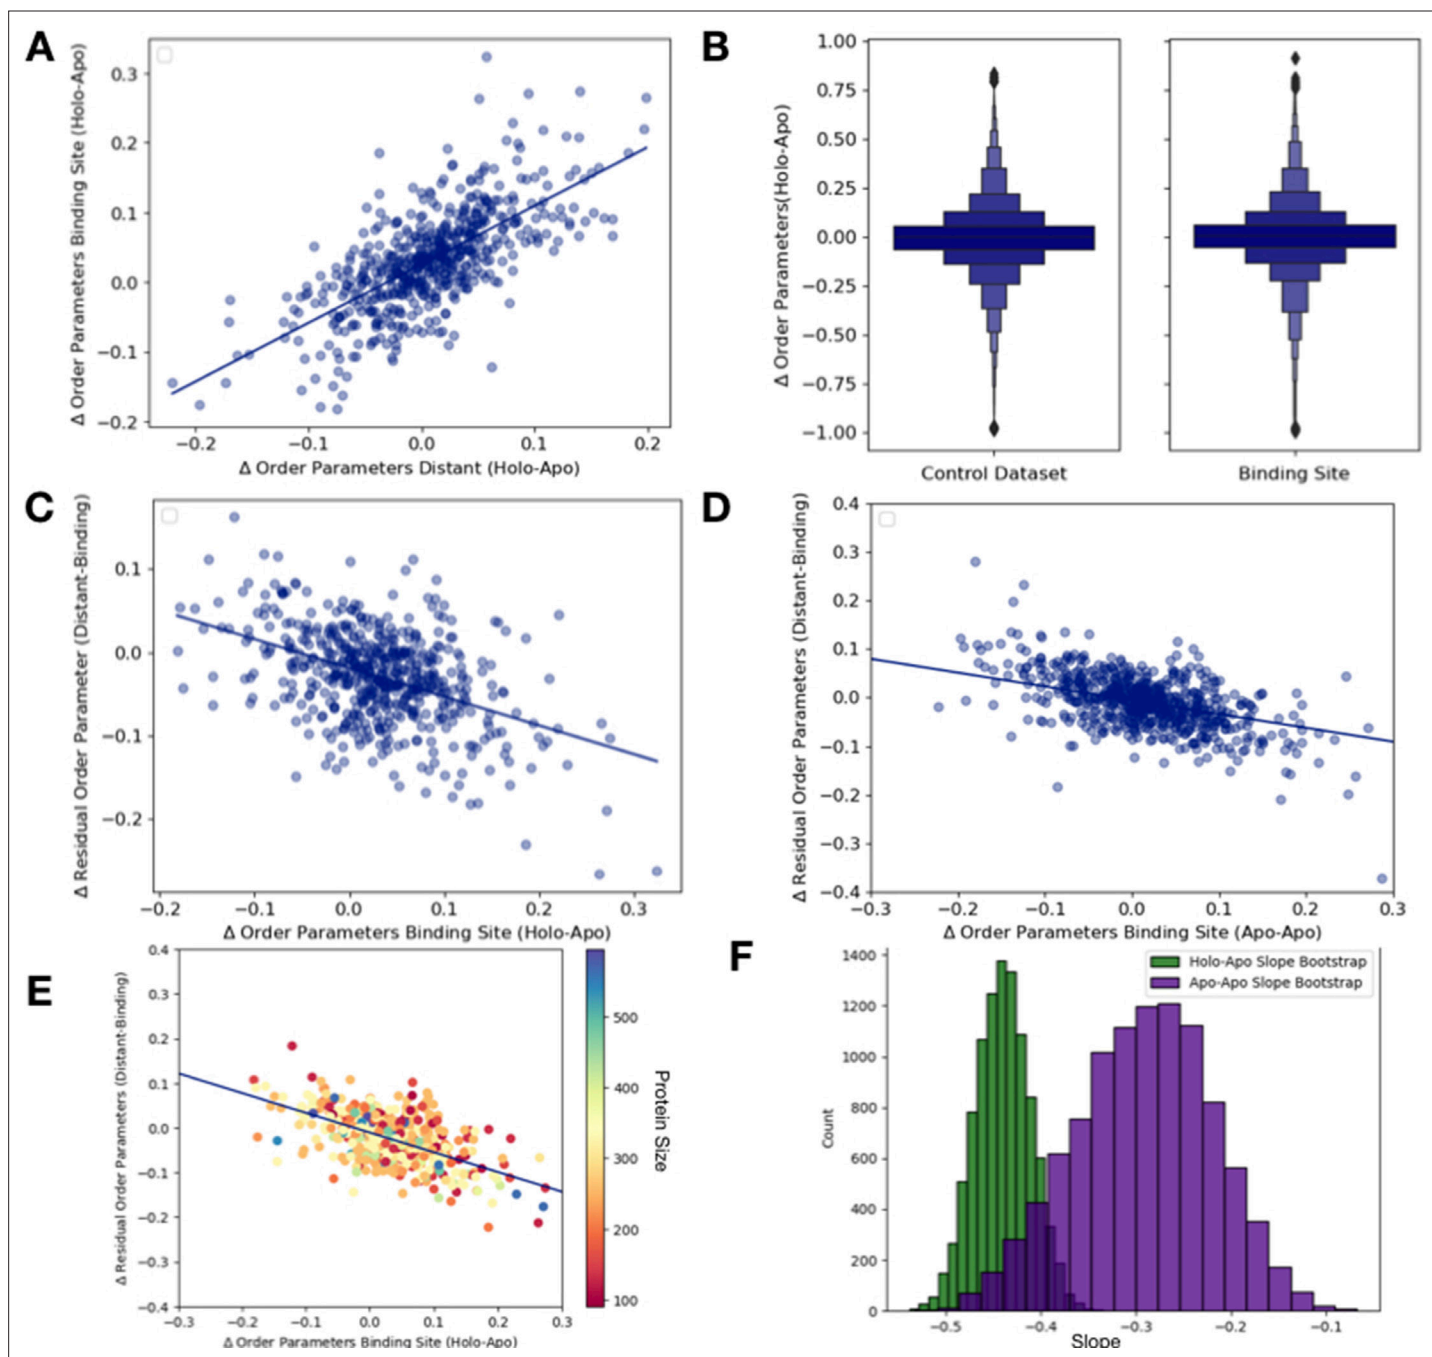 A
Δ Order Parameters Binding Site (Holo-Apo)
0.3
0.2
0.1
0.0
−0.1
−0.2
−0.2 −0.1 0.0 0.1 0.2
Δ Order Parameters Distant (Holo-Apo)
B
Δ Order Parameters(Holo-Apo)
1.00
0.75
0.50
0.25
0.00
−0.25
−0.50
−0.75
−1.00
Control Dataset Binding Site
C
Δ Residual Order Parameter (Distant-Binding)
0.1
0.0
−0.1
−0.2
−0.2 −0.1 0.0 0.1 0.2 0.3
Δ Order Parameters Binding Site (Holo-Apo)
D
Δ Residual Order Parameters (Distant-Binding)
0.4
0.3
0.2
0.1
0.0
−0.1
−0.2
−0.3
−0.4
−0.3 −0.2 −0.1 0.0 0.1 0.2 0.3
Δ Order Parameters Binding Site (Apo-Apo)
E
Δ Residual Order Parameters (Distant-Binding)
0.4
0.3
0.2
0.1
0.0
−0.1
−0.2
−0.3
−0.4
−0.3 −0.2 −0.1 0.0 0.1 0.2 0.3
Δ Order Parameters Binding Site (Holo-Apo)
500
400
300
200
100
Protein Size
F
Holo-Apo Slope Bootstrap
Apo-Apo Slope Bootstrap
Count
1400
1200
1000
800
600
400
200
0
−0.5 −0.4 −0.3 −0.2 −0.1
Slope